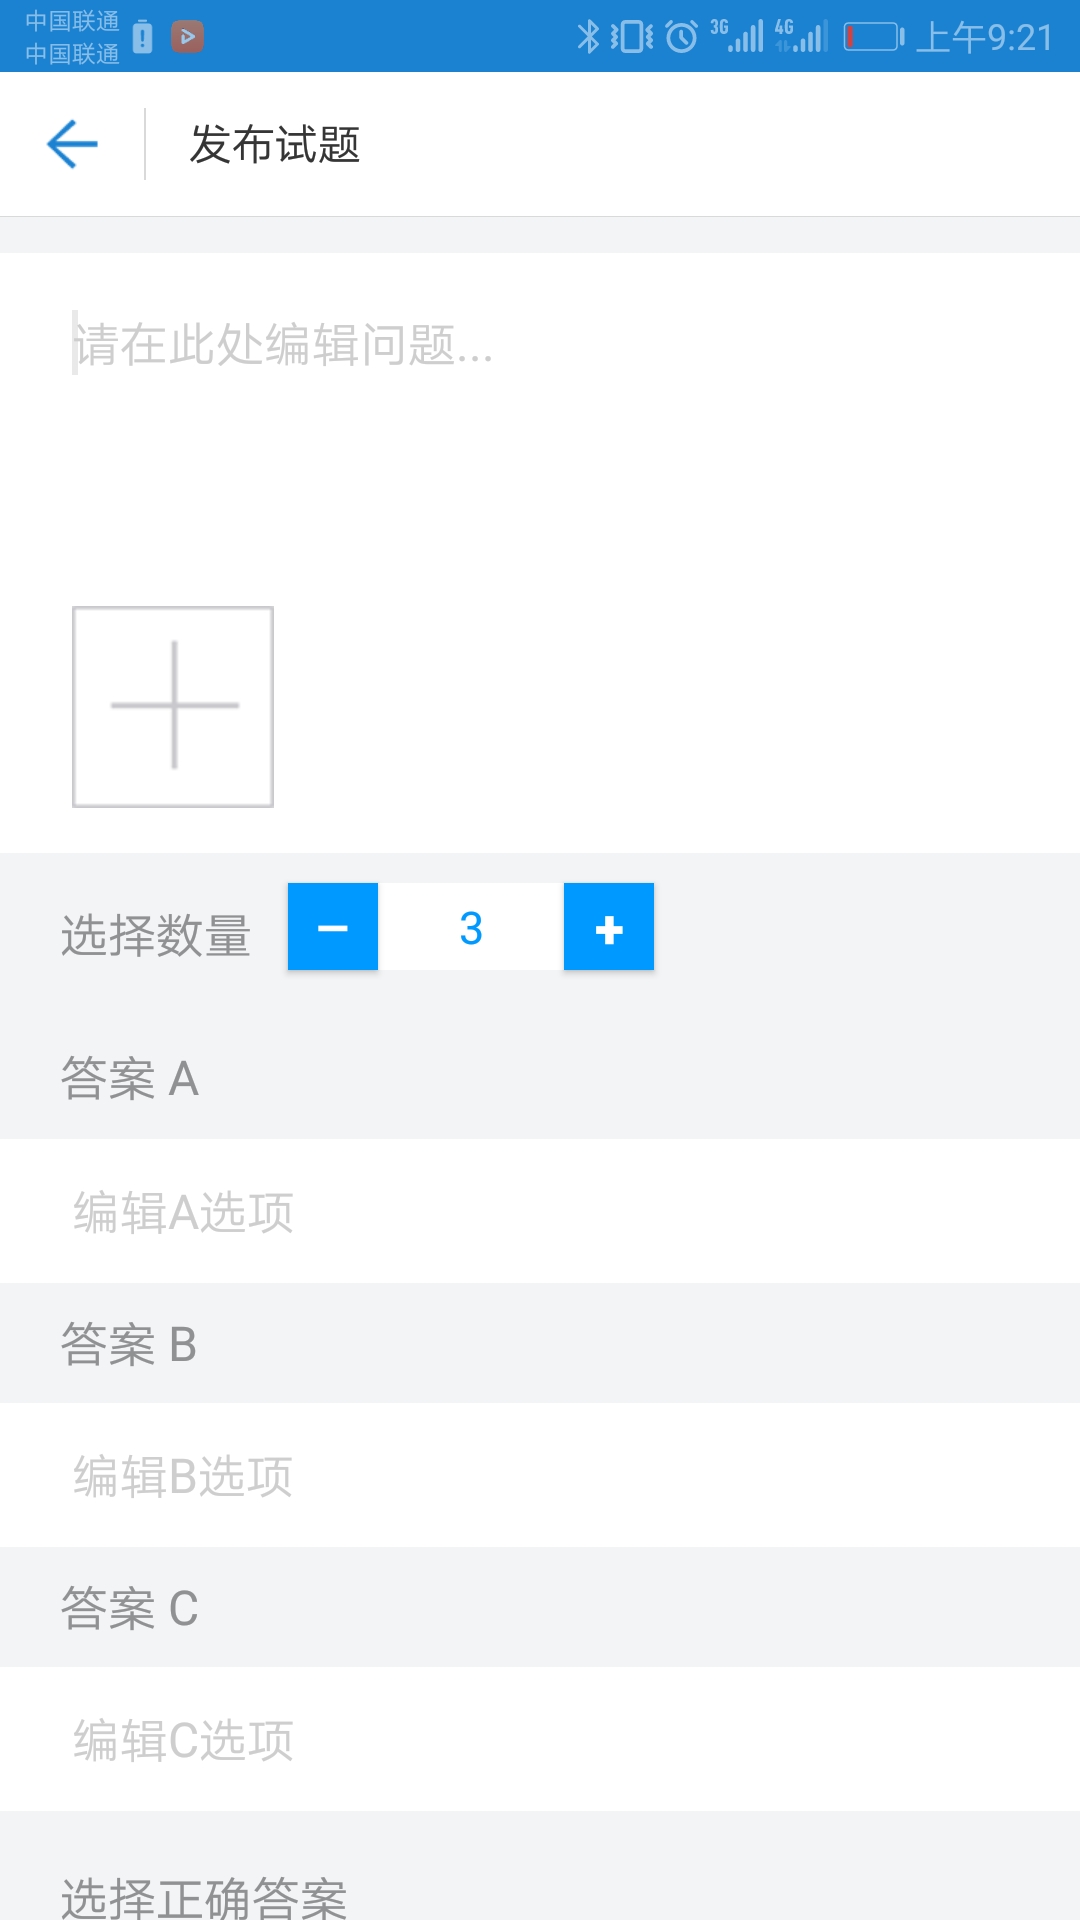 中国联通
中国联通
3G 4G 上午9:21
发布试题
请在此处编辑问题...
选择数量 3
答案 A
编辑A选项
答案 B
编辑B选项
答案 C
编辑C选项
选择正确答案